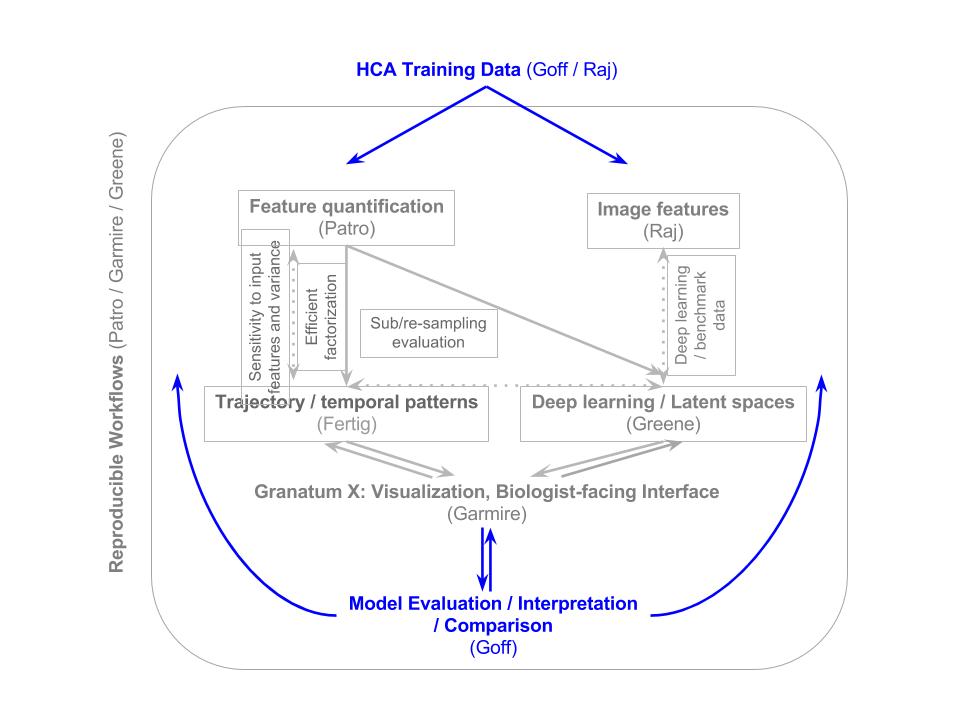 HCA Training Data (Goff / Raj)
Reproducible Workflows (Patro / Garmire / Greene)
Feature quantification
(Patro)
Image features
(Raj)
Sensitivity to input
features and variance
Efficient
factorization
Sub/re-sampling
evaluation
Deep learning
/ benchmark
data
Trajectory / temporal patterns
(Fertig)
Deep learning / Latent spaces
(Greene)
Granatum X: Visualization, Biologist-facing Interface
(Garmire)
Model Evaluation / Interpretation
/ Comparison
(Goff)